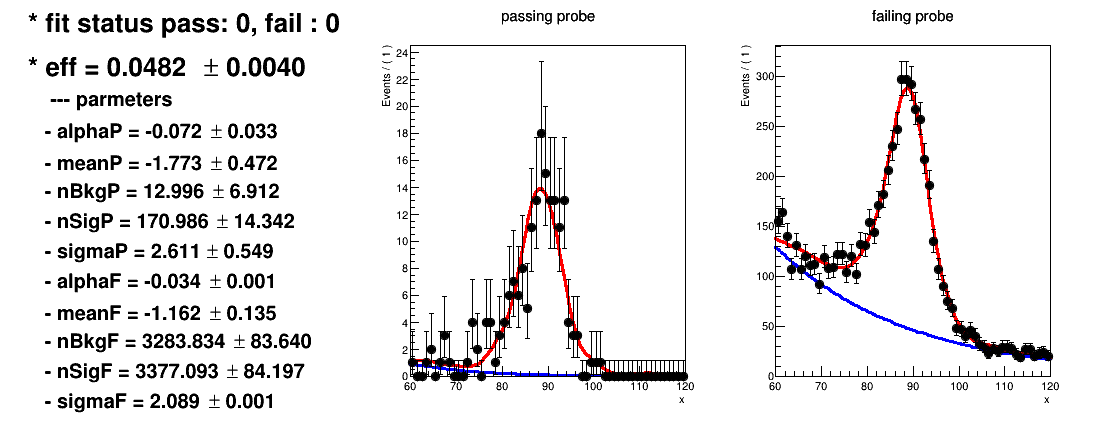 * fit status pass: 0, fail : 0
* eff = 0.0482 ± 0.0040
--- parmeters
- alphaP = -0.072 ± 0.033
- meanP = -1.773 ± 0.472
- nBkgP = 12.996 ± 6.912
- nSigP = 170.986 ± 14.342
- sigmaP = 2.611 ± 0.549
- alphaF = -0.034 ± 0.001
- meanF = -1.162 ± 0.135
- nBkgF = 3283.834 ± 83.640
- nSigF = 3377.093 ± 84.197
- sigmaF = 2.089 ± 0.001
passing probe
Events / ( 1 )
24
22
20
18
16
14
12
10
8
6
4
2
0
60 70 80 90 100 110 120
x
failing probe
Events / ( 1 )
300
250
200
150
100
50
0
60 70 80 90 100 110 120
x